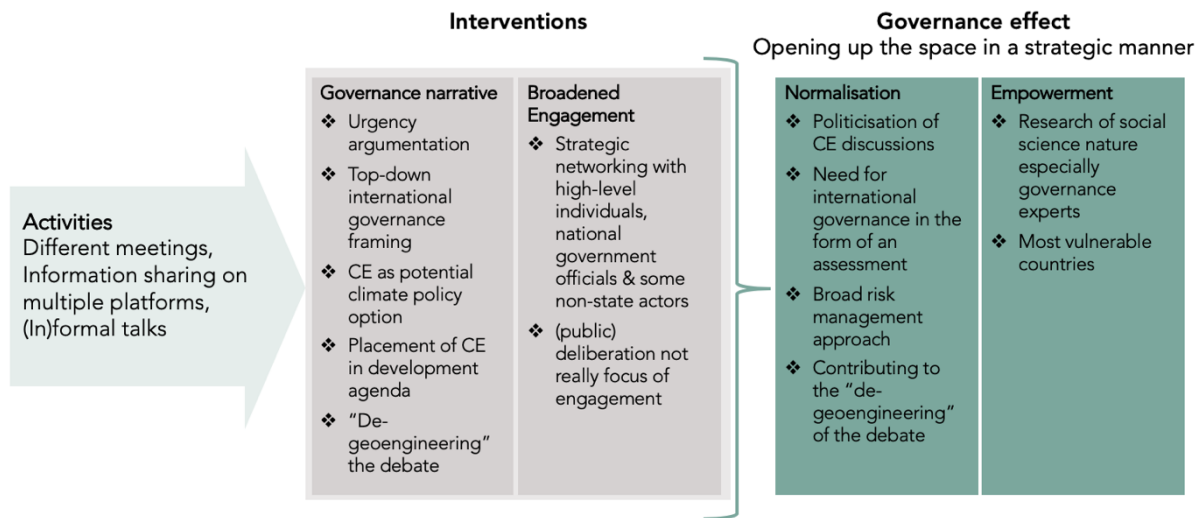 Interventions
Governance effect
Opening up the space in a strategic manner
Activities
Different meetings,
Information sharing on
multiple platforms,
(In)formal talks
Governance narrative
❖ Urgency
argumentation
❖ Top-down
international
governance
framing
❖ CE as potential
climate policy
option
❖ Placement of CE
in development
agenda
❖ “De-
geoengineering”
the debate
Broadened
Engagement
❖ Strategic
networking with
high-level
individuals,
national
government
officials & some
non-state actors
❖ (public)
deliberation not
really focus of
engagement
Normalisation
❖ Politicisation of
CE discussions
❖ Need for
international
governance in the
form of an
assessment
❖ Broad risk
management
approach
❖ Contributing to
the “de-
geoengineering”
of the debate
Empowerment
❖ Research of social
science nature
especially
governance
experts
❖ Most vulnerable
countries